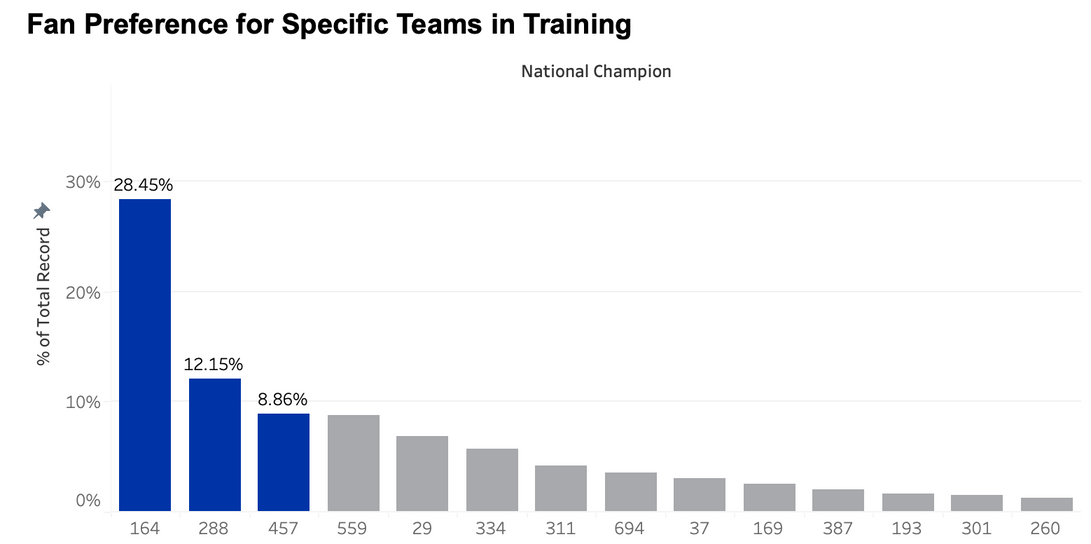 Fan Preference for Specific Teams in Training
National Champion
% of Total Record
30%
20%
10%
0%
28.45%
12.15%
8.86%
164 288 457 559 29 334 311 694 37 169 387 193 301 260